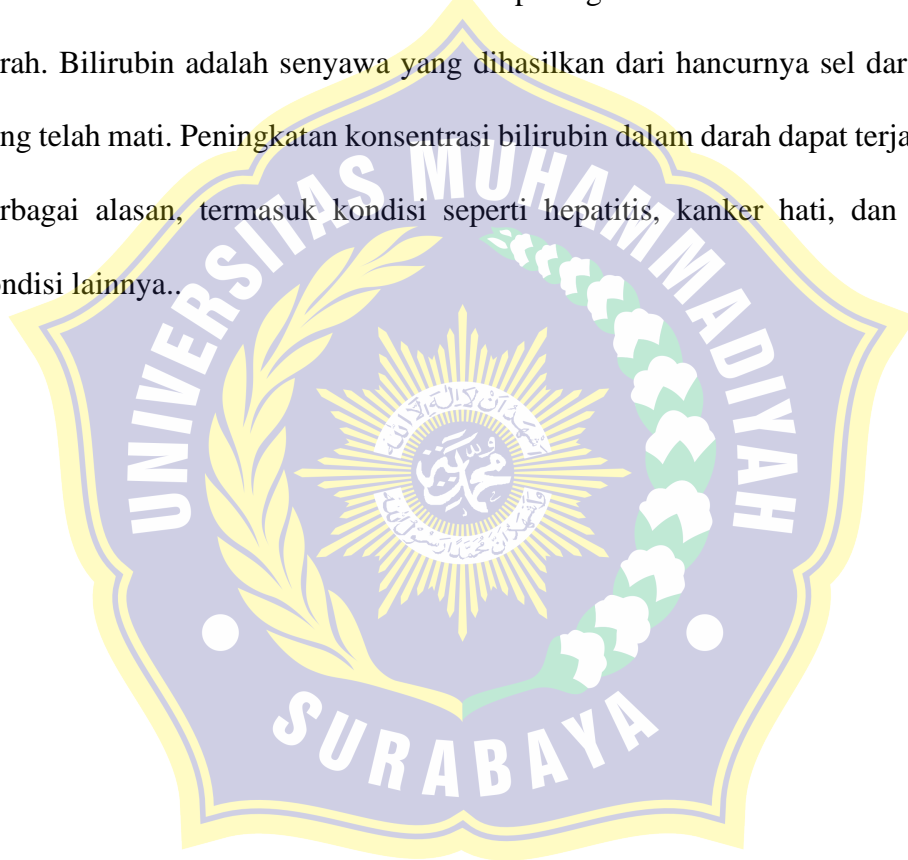 rah. Bilirubin adalah senyawa yang dihasilkan dari hancurnya sel dar
ng telah mati. Peningkatan konsentrasi bilirubin dalam darah dapat terja
rbagai alasan, termasuk kondisi seperti hepatitis, kanker hati, dan
ndisi lainnya..
UNIVERSITAS MUHAMMADIYAH
SURABAYA